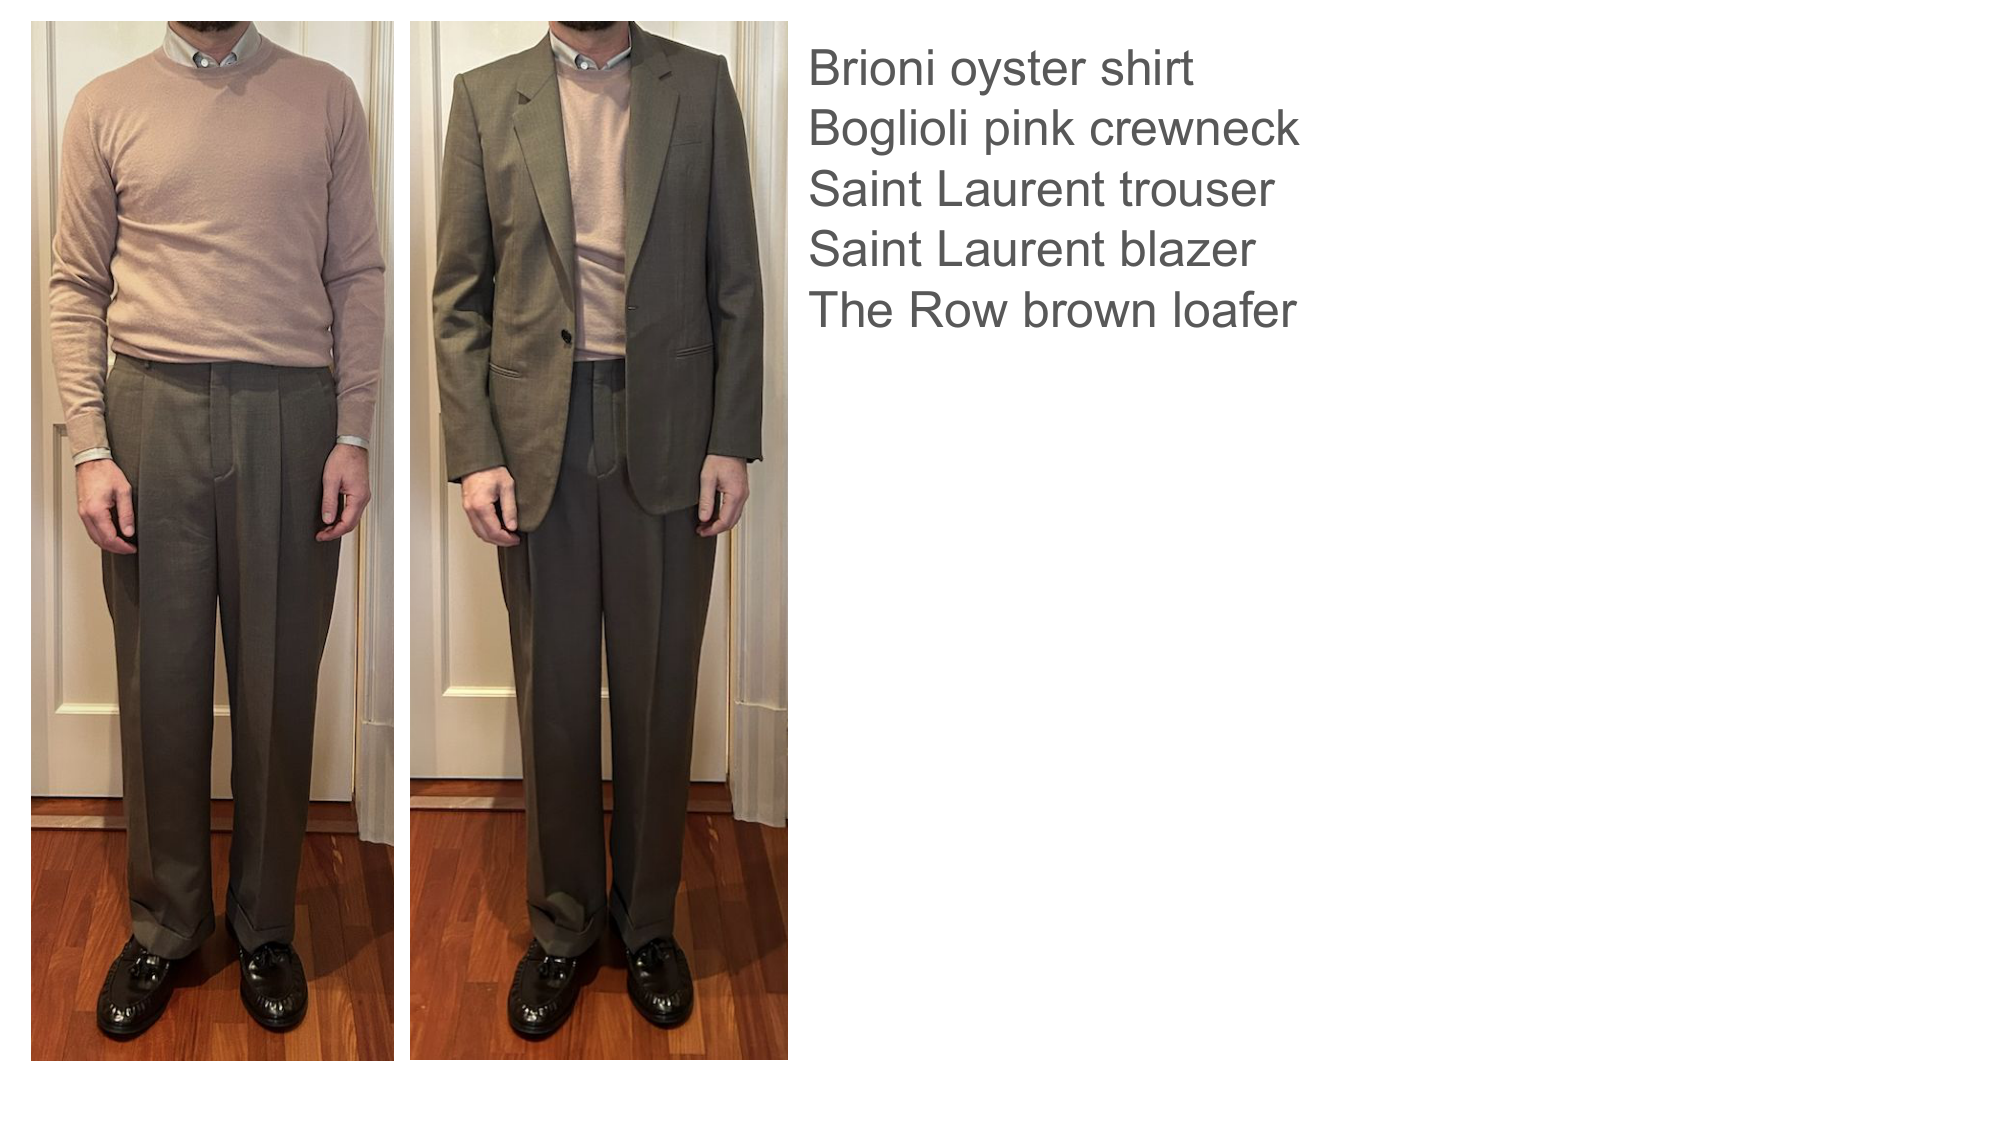 Brioni oyster shirt
Boglioli pink crewneck
Saint Laurent trouser
Saint Laurent blazer
The Row brown loafer